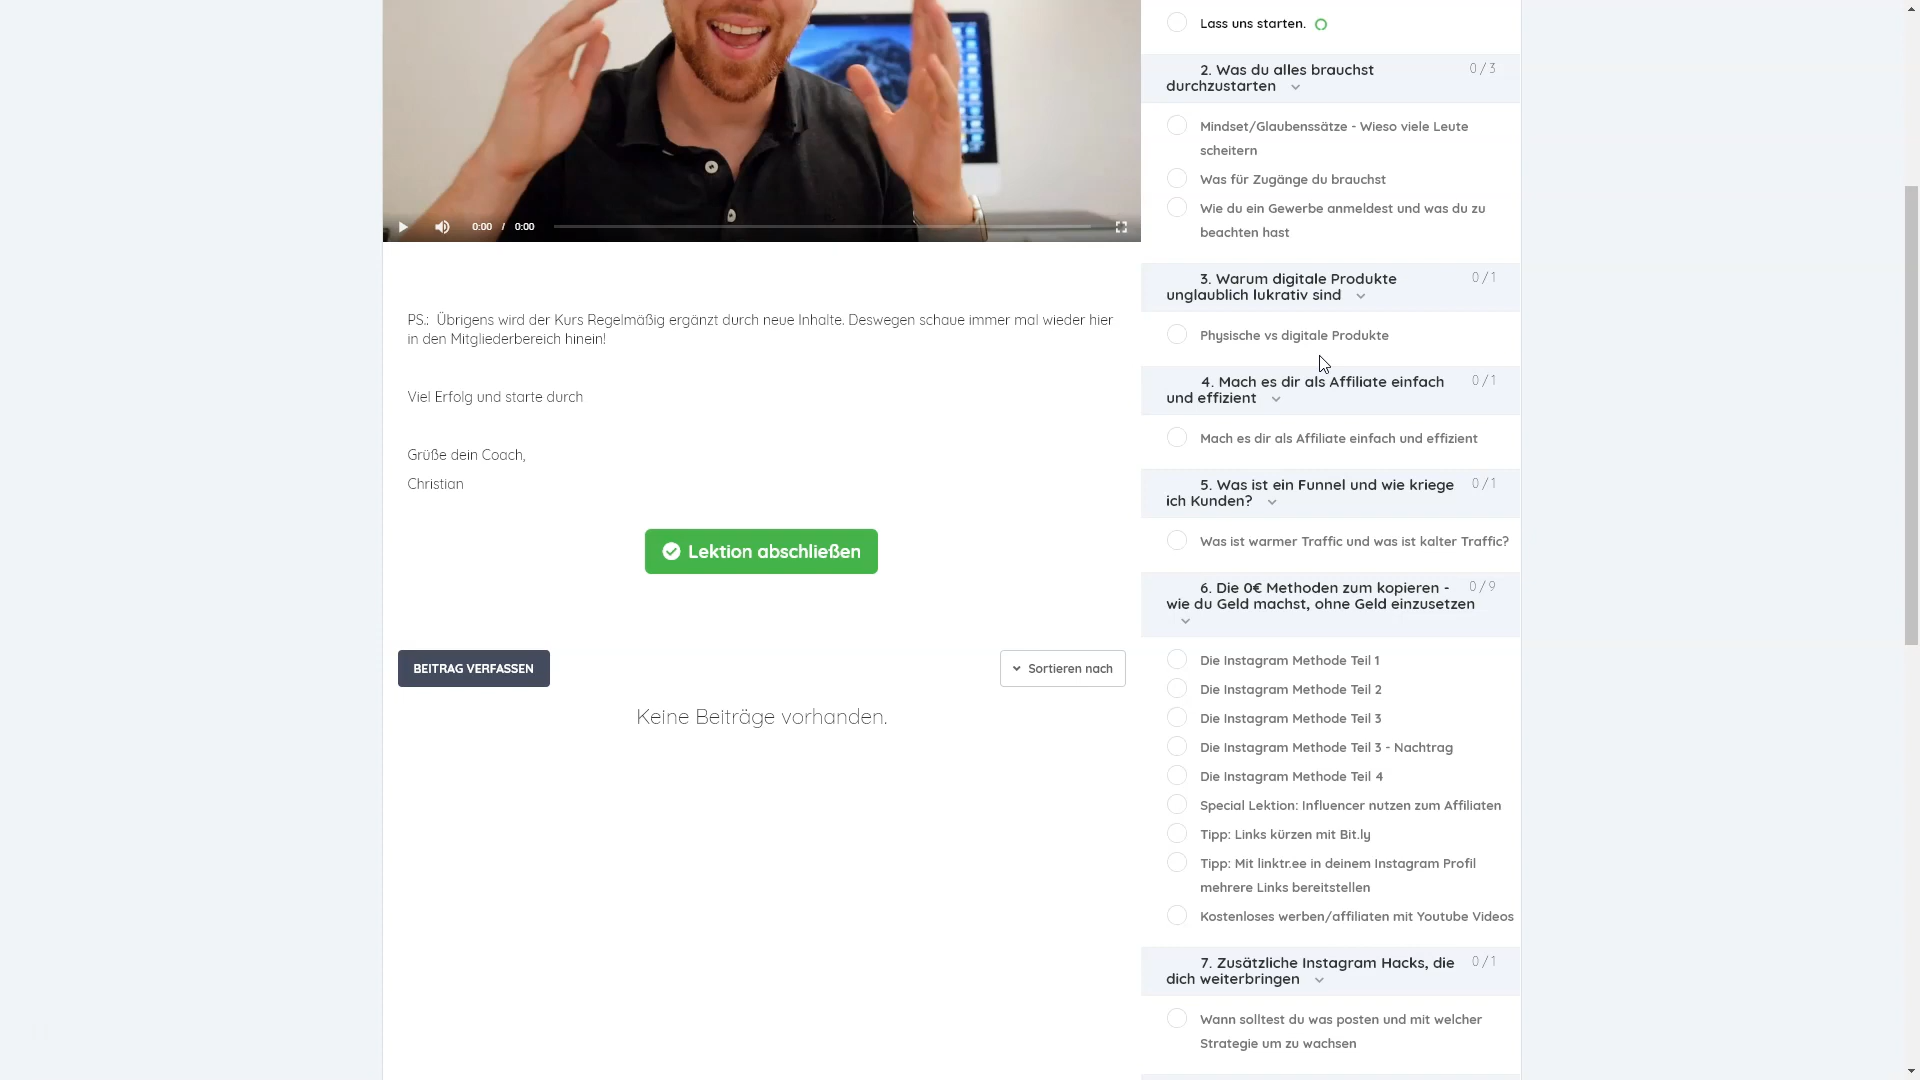 0:00 / 0:00
PS.: Übrigens wird der Kurs Regelmäßig ergänzt durch neue Inhalte. Deswegen schaue immer mal wieder hier
in den Mitgliederbereich hinein!
Viel Erfolg und starte durch
Grüße dein Coach,
Christian
Lektion abschließen
BEITRAG VERFASSEN
Sortieren nach
Keine Beiträge vorhanden.
Lass uns starten.
2. Was du alles brauchst 0 / 3
durchzustarten
Mindset/Glaubenssätze - Wieso viele Leute
scheitern
Was für Zugänge du brauchst
Wie du ein Gewerbe anmeldest und was du zu
beachten hast
3. Warum digitale Produkte 0 / 1
unglaublich lukrativ sind
Physische vs digitale Produkte
4. Mach es dir als Affiliate einfach 0 / 1
und effizient
Mach es dir als Affiliate einfach und effizient
5. Was ist ein Funnel und wie kriege 0 / 1
ich Kunden?
Was ist warmer Traffic und was ist kalter Traffic?
6. Die 0€ Methoden zum kopieren - 0 / 9
wie du Geld machst, ohne Geld einzusetzen
Die Instagram Methode Teil 1
Die Instagram Methode Teil 2
Die Instagram Methode Teil 3
Die Instagram Methode Teil 3 - Nachtrag
Die Instagram Methode Teil 4
Special Lektion: Influencer nutzen zum Affiliaten
Tipp: Links kürzen mit Bit.ly
Tipp: Mit linktr.ee in deinem Instagram Profil
mehrere Links bereitstellen
Kostenloses werben/affiliaten mit Youtube Videos
7. Zusätzliche Instagram Hacks, die 0 / 1
dich weiterbringen
Wann solltest du was posten und mit welcher
Strategie um zu wachsen